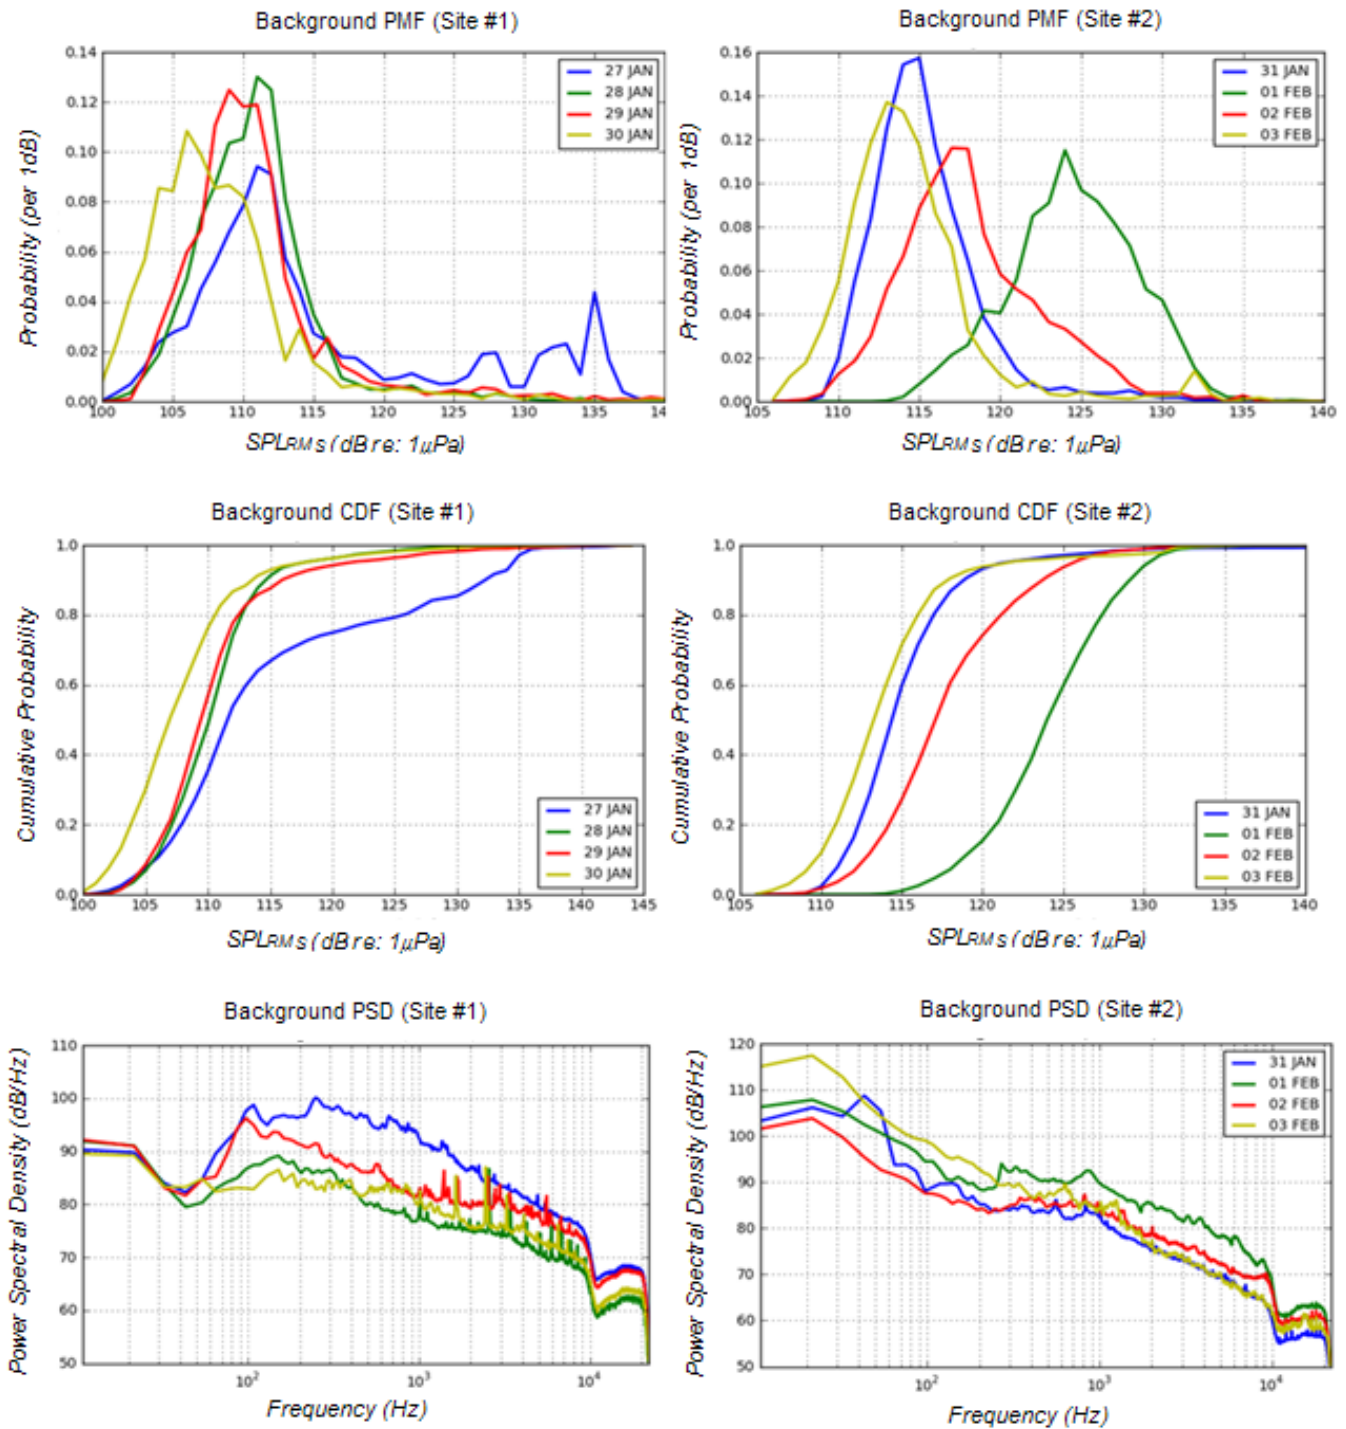 Background PMF (Site #1)
Probability (per 1dB)
0.14
0.12
0.10
0.08
0.06
0.04
0.02
0.00
100 105 110 115 120 125 130 135 14
27 JAN
28 JAN
29 JAN
30 JAN
SPLRMS (dB re: 1µPa)
Background PMF (Site #2)
Probability (per 1dB)
0.16
0.14
0.12
0.10
0.08
0.06
0.04
0.02
0.00
105 110 115 120 125 130 135 140
31 JAN
01 FEB
02 FEB
03 FEB
SPLRMS (dB re: 1µPa)
Background CDF (Site #1)
Cumulative Probability
1.0
0.8
0.6
0.4
0.2
0.0
100 105 110 115 120 125 130 135 140 145
27 JAN
28 JAN
29 JAN
30 JAN
SPLRMS (dB re: 1µPa)
Background CDF (Site #2)
Cumulative Probability
1.0
0.8
0.6
0.4
0.2
0.0
105 110 115 120 125 130 135 140
31 JAN
01 FEB
02 FEB
03 FEB
SPLRMS (dB re: 1µPa)
Background PSD (Site #1)
Power Spectral Density (dB/Hz)
110
100
90
80
70
60
50
10² 10³ 10⁴
Frequency (Hz)
Background PSD (Site #2)
Power Spectral Density (dB/Hz)
120
110
100
90
80
70
60
50
10² 10³ 10⁴
31 JAN
01 FEB
02 FEB
03 FEB
Frequency (Hz)